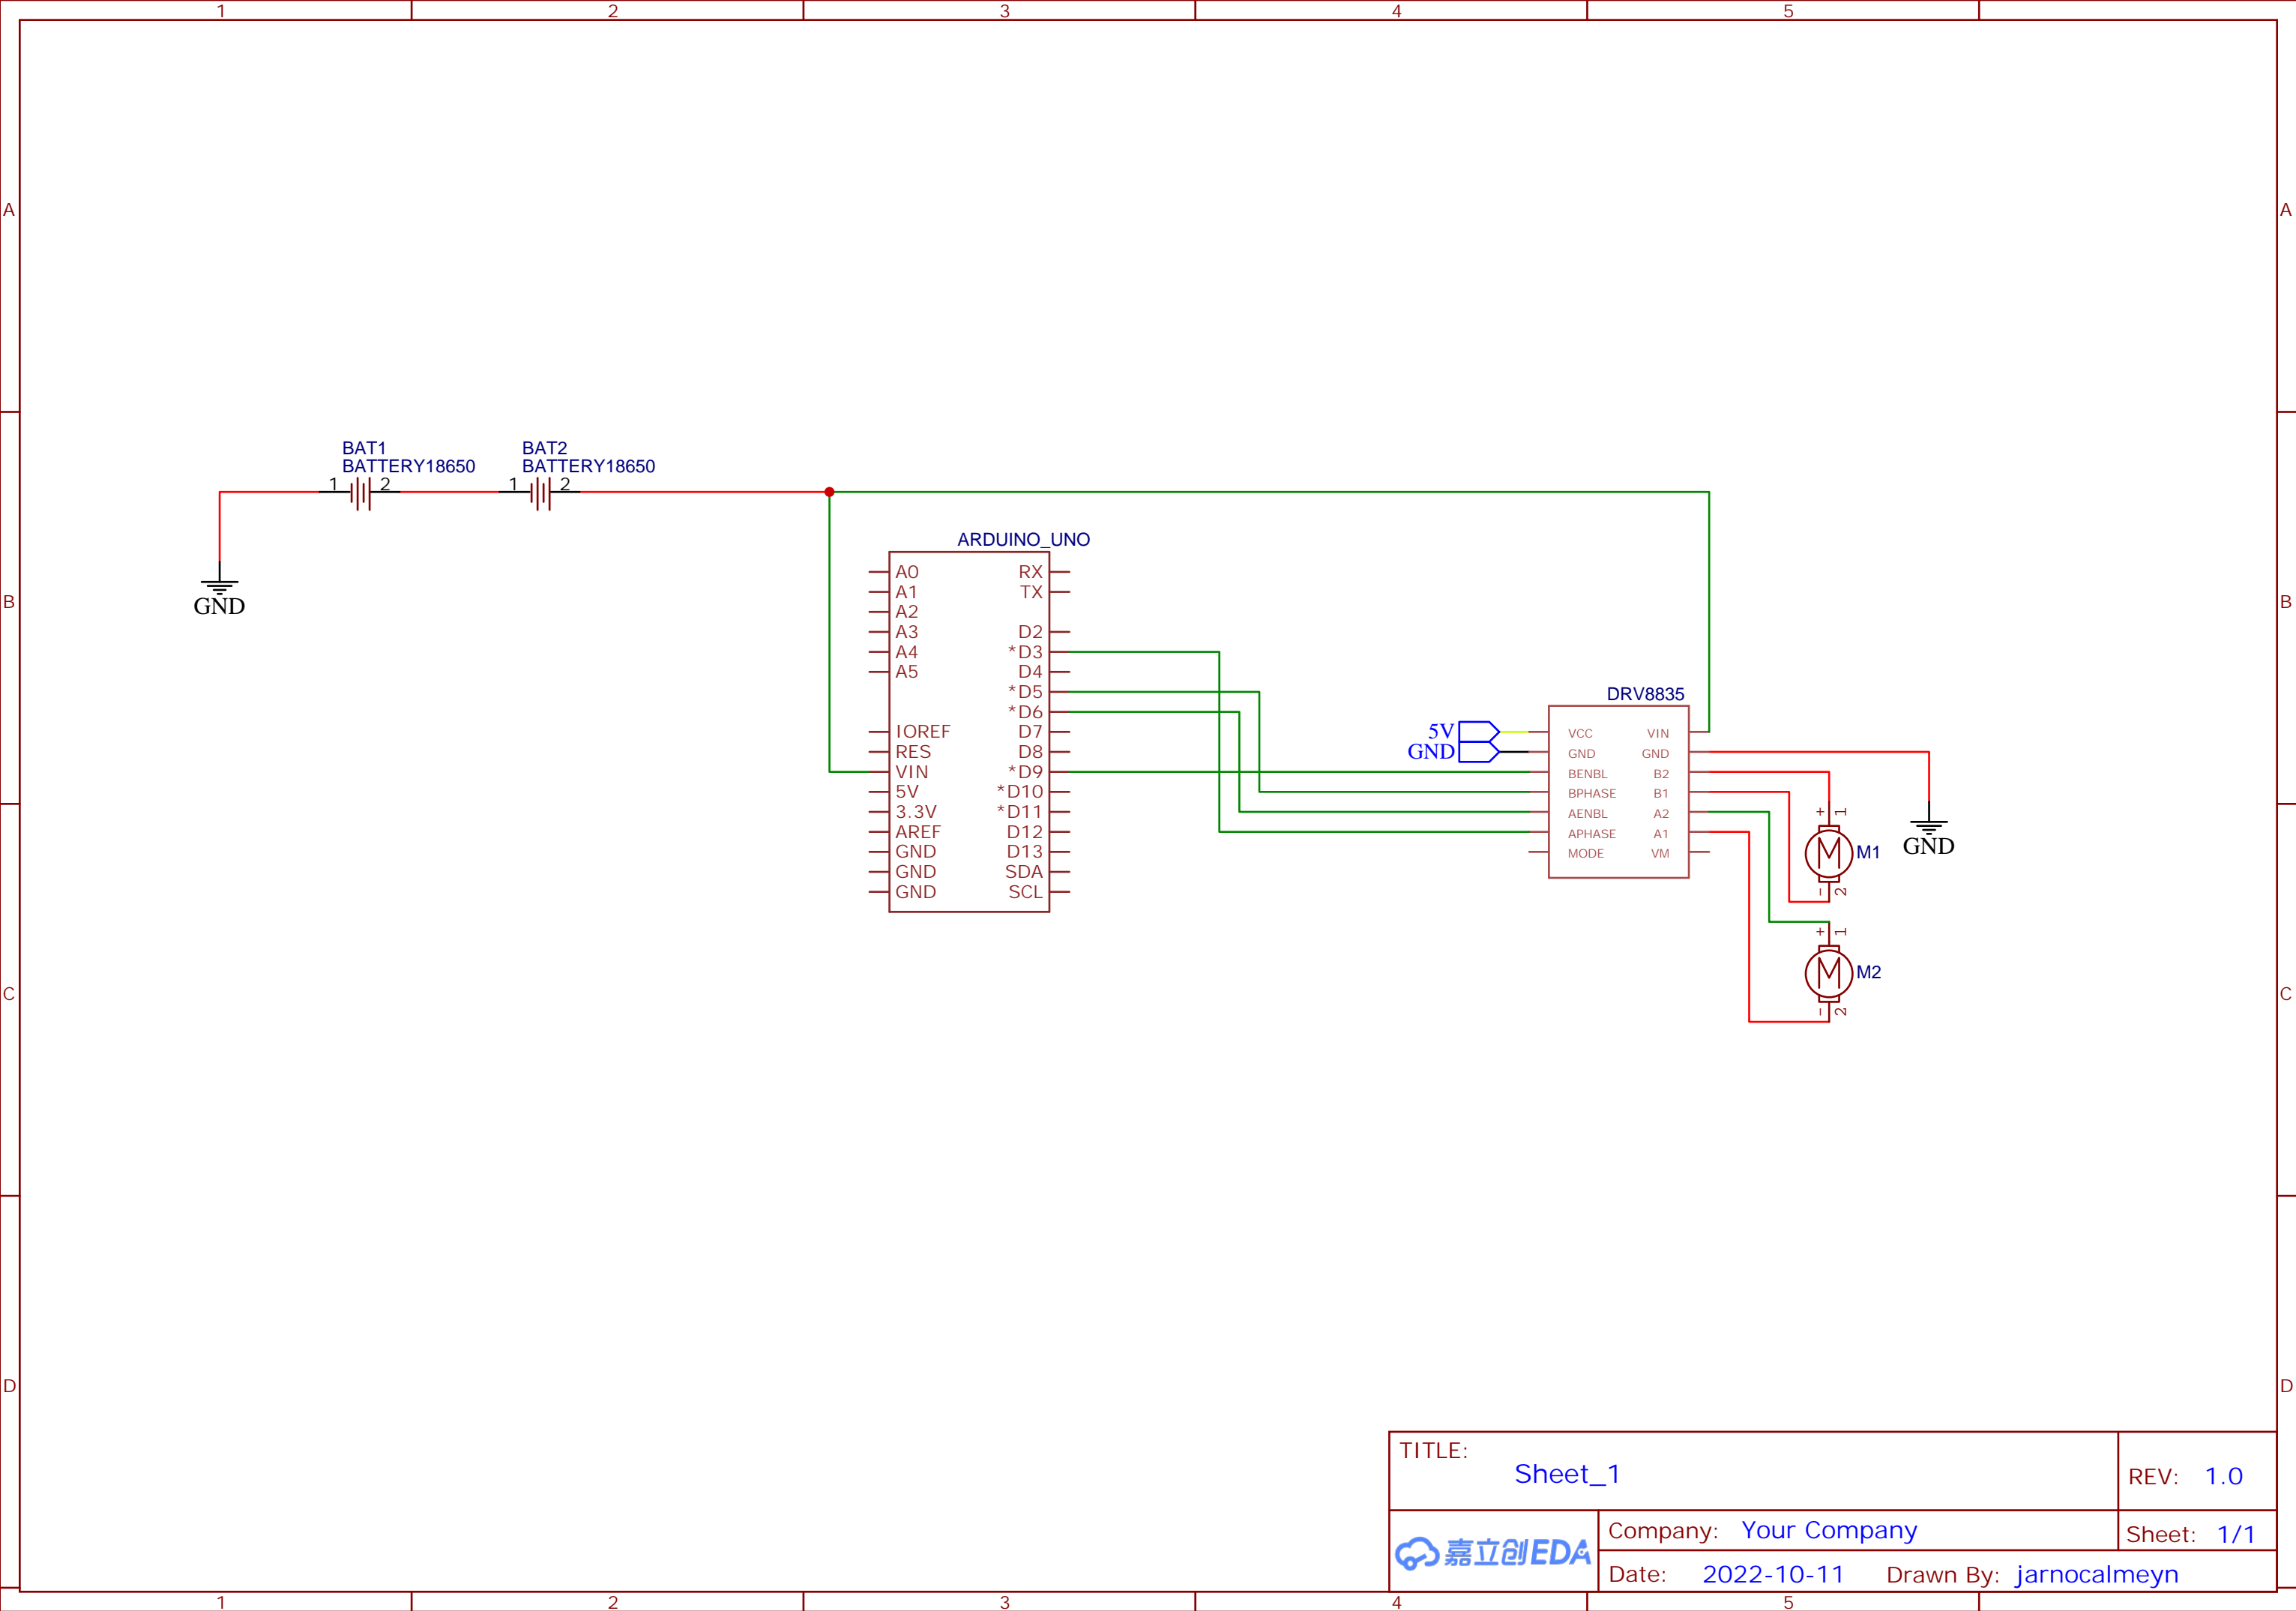 1 2 3 4 5
A A
BAT1 BAT2
BATTERY18650 BATTERY18650
1 2 1 2
ARDUINO_UNO
A0 RX
A1 TX
A2
A3 D2
A4 *D3
A5 D4
*D5
*D6
IOREF D7
RES D8
VIN *D9
5V *D10
3.3V *D11
AREF D12
GND D13
GND SDA
GND SCL
B B
GND
DRV8835
5V VCC VIN
GND GND GND
BENBL B2
BPHASE B1
AENBL A2
APHASE A1
MODE VM
+ 1
M M1
- 2
GND
+ 1
M M2
- 2
C C
D D
TITLE:
Sheet_1
REV: 1.0
嘉立创EDA
Company: Your Company
Sheet: 1/1
Date: 2022-10-11 Drawn By: jarnocalmeyn
1 2 3 4 5